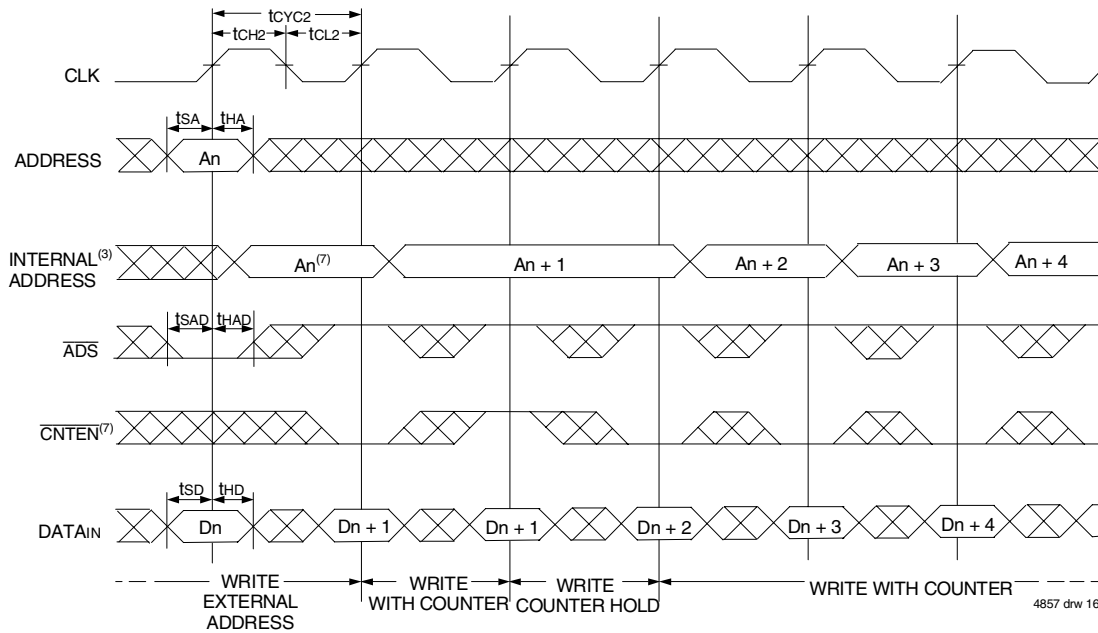 tCYC2
tCH2 tCL2
CLK
tSA tHA
ADDRESS An
INTERNAL(3) An(7) An + 1 An + 2 An + 3 An + 4
ADDRESS
tSAD tHAD
ADS
CNTEN(7)
tSD tHD
DATAIN Dn Dn + 1 Dn + 1 Dn + 2 Dn + 3 Dn + 4
WRITE WRITE WRITE WRITE WITH COUNTER
EXTERNAL WITH COUNTER COUNTER HOLD
ADDRESS
4857 drw 16